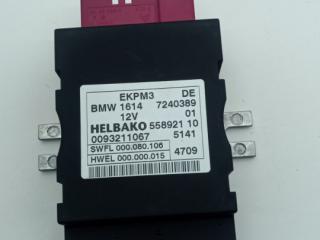 EKPM3 DE
BMW 1614 7240389
12V 01
HELBAKO 558921 10
0093211067 5141
SWFL 000.080.106
HWEL 000.000.015 4709